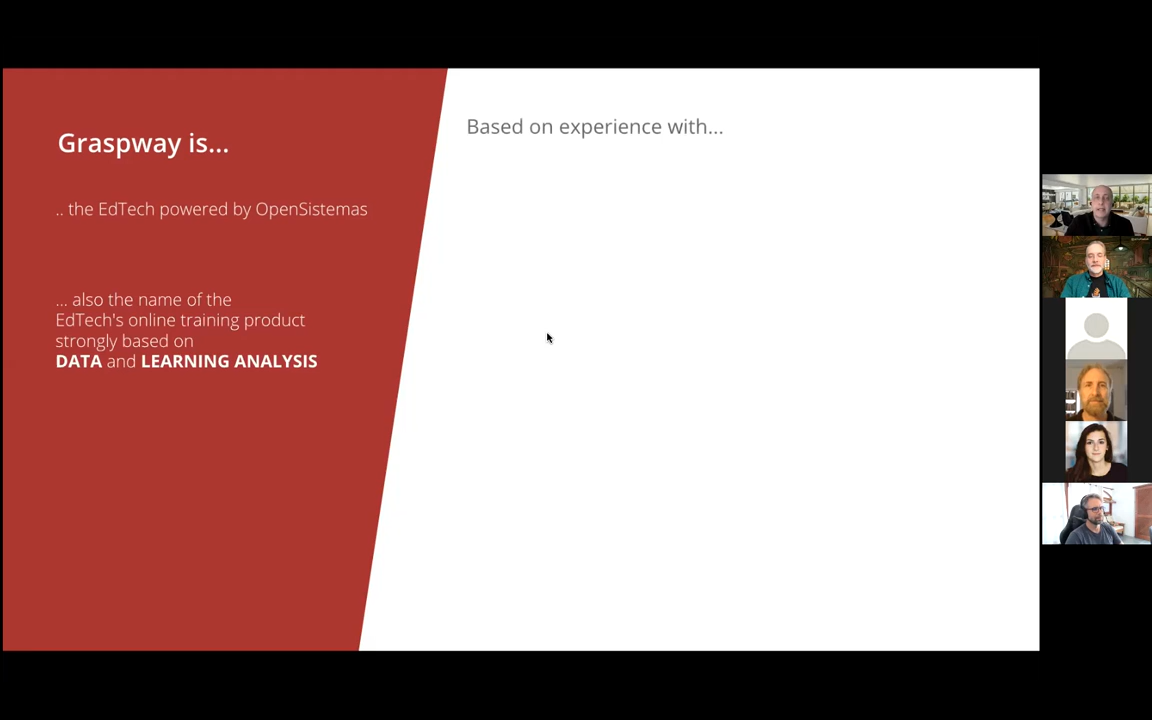 Graspway is...
.. the EdTech powered by OpenSistemas
... also the name of the
EdTech's online training product
strongly based on
DATA and LEARNING ANALYSIS
Based on experience with...